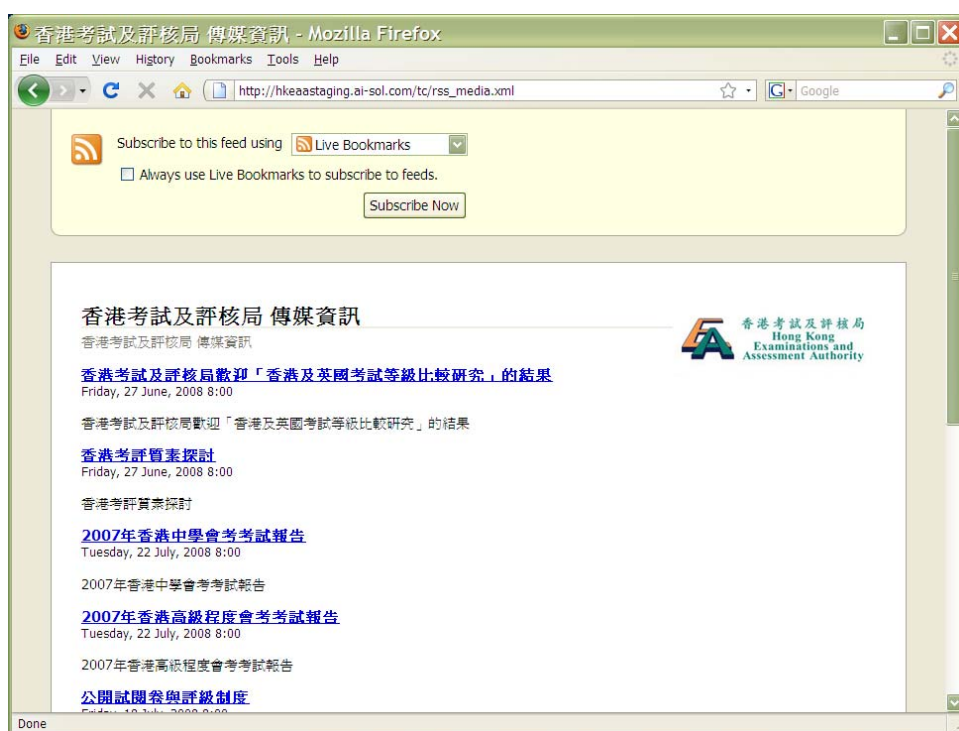 香港考試及評核局 傳媒資訊 - Mozilla Firefox
File Edit View History Bookmarks Tools Help
http://hkeaastaging.ai-sol.com/tc/rss_media.xml
G Google
Subscribe to this feed using Live Bookmarks
Always use Live Bookmarks to subscribe to feeds.
Subscribe Now
香港考試及評核局 傳媒資訊
香港考試及評核局 傳媒資訊
香港考試及評核局
Hong Kong
Examinations and
Assessment Authority
香港考試及評核局歡迎「香港及英國考試等級比較研究」的結果
Friday, 27 June, 2008 8:00
香港考試及評核局歡迎「香港及英國考試等級比較研究」的結果
香港考評質素探討
Friday, 27 June, 2008 8:00
香港考評質素探討
2007年香港中學會考考試報告
Tuesday, 22 July, 2008 8:00
2007年香港中學會考考試報告
2007年香港高級程度會考考試報告
Tuesday, 22 July, 2008 8:00
2007年香港高級程度會考考試報告
公開試閱卷與評級制度
Done